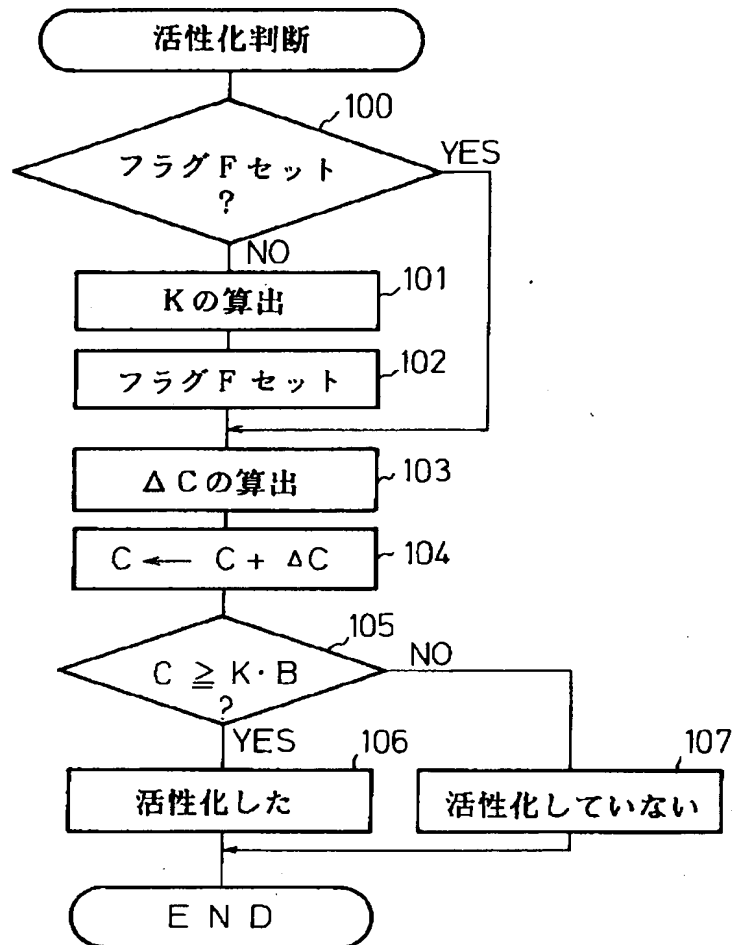 活性化判断
100
フラグFセット
?
YES
NO
101
Kの算出
102
フラグFセット
103
ΔCの算出
104
C ← C + ΔC
105
C ≧ K·B
?
NO
YES
106
活性化した
107
活性化していない
END